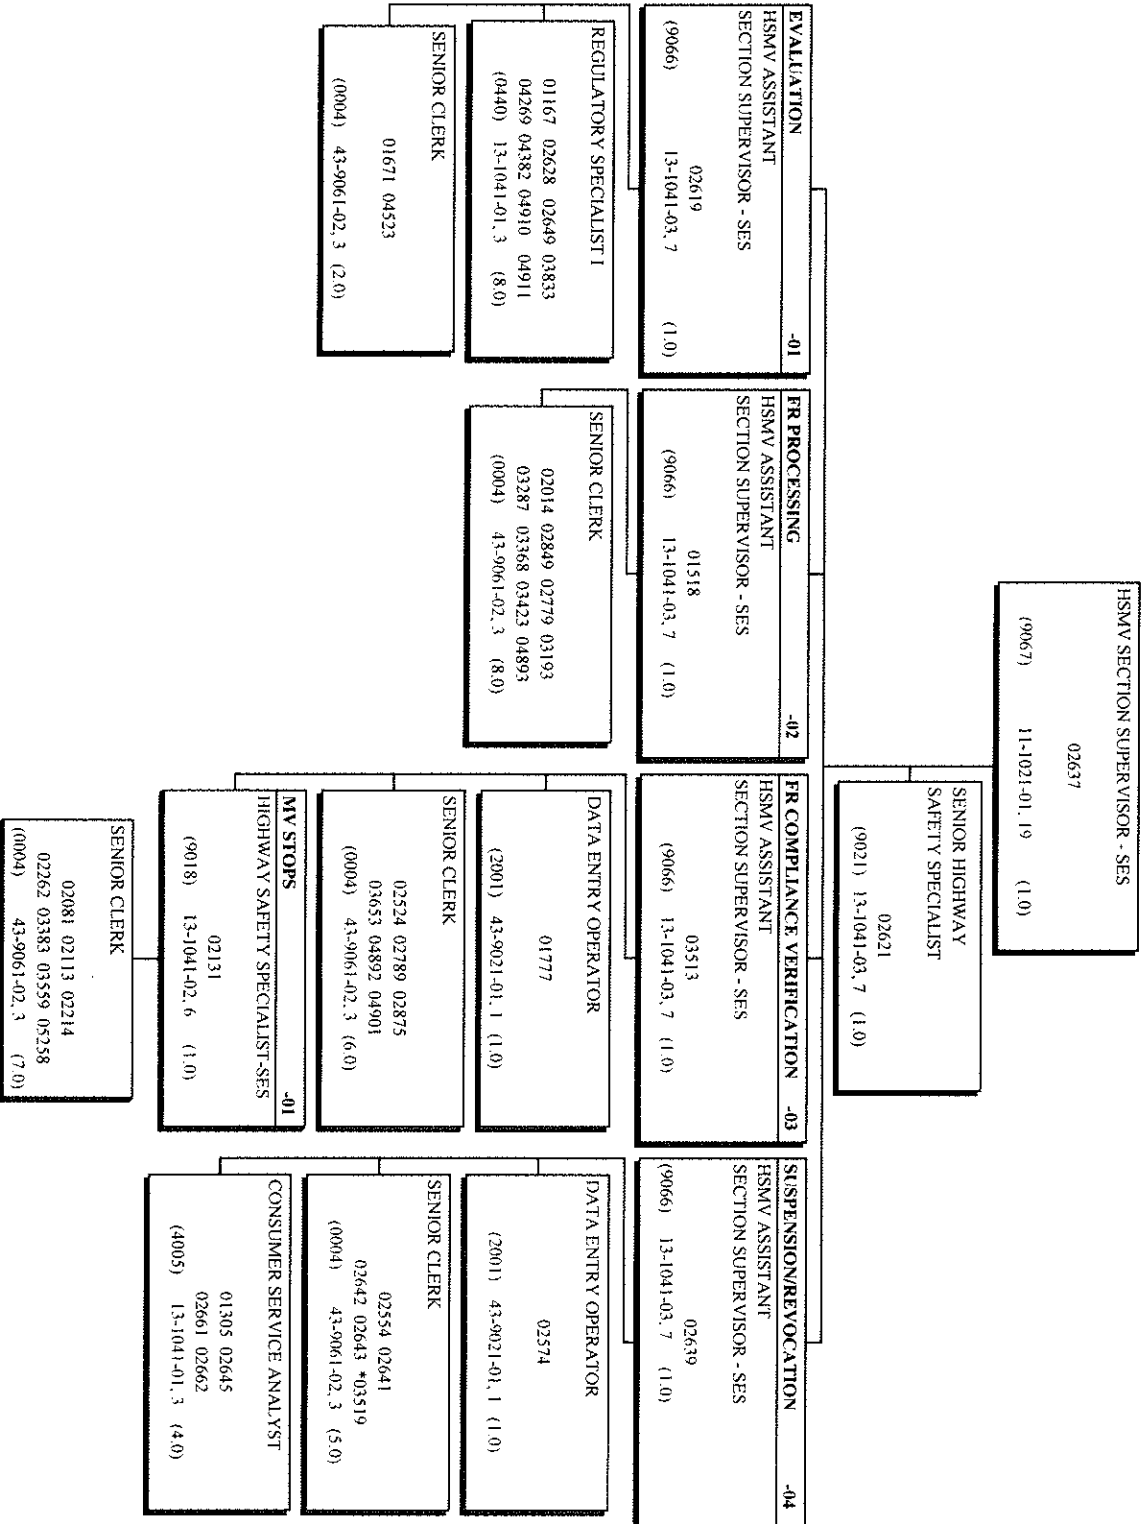 HSMV SECTION SUPERVISOR - SES
02637
(9067) 11-1021-01, 19 (1.0)
SENIOR HIGHWAY
SAFETY SPECIALIST
02621
(9021) 13-1041-03, 7 (1.0)
EVALUATION -01
HSMV ASSISTANT
SECTION SUPERVISOR - SES
02619
(9066) 13-1041-03, 7 (1.0)
REGULATORY SPECIALIST I
01167 02628 02649 03833
04269 04382 04910 04911
(0440) 13-1041-01, 3 (8.0)
SENIOR CLERK
01671 04523
(0004) 43-9061-02, 3 (2.0)
FR PROCESSING -02
HSMV ASSISTANT
SECTION SUPERVISOR - SES
01518
(9066) 13-1041-03, 7 (1.0)
SENIOR CLERK
02014 02849 02779 03193
03287 03368 03423 04893
(0004) 43-9061-02, 3 (8.0)
FR COMPLIANCE VERIFICATION -03
HSMV ASSISTANT
SECTION SUPERVISOR - SES
03513
(9066) 13-1041-03, 7 (1.0)
DATA ENTRY OPERATOR
01777
(2001) 43-9021-01, 1 (1.0)
SENIOR CLERK
02524 02789 02875
03653 04892 04901
(0004) 43-9061-02, 3 (6.0)
MV STOPS -01
HIGHWAY SAFETY SPECIALIST-SES
02131
(9018) 13-1041-02, 6 (1.0)
SENIOR CLERK
02081 02113 02214
02262 03383 03559 05258
(0004) 43-9061-02, 3 (7.0)
SUSPENSION/REVOCATION -04
HSMV ASSISTANT
SECTION SUPERVISOR - SES
02639
(9066) 13-1041-03, 7 (1.0)
DATA ENTRY OPERATOR
02574
(2001) 43-9021-01, 1 (1.0)
SENIOR CLERK
02554 02641
02642 02643 *03519
(0004) 43-9061-02, 3 (5.0)
CONSUMER SERVICE ANALYST
01305 02645
02661 02662
(4005) 13-1041-01, 3 (4.0)